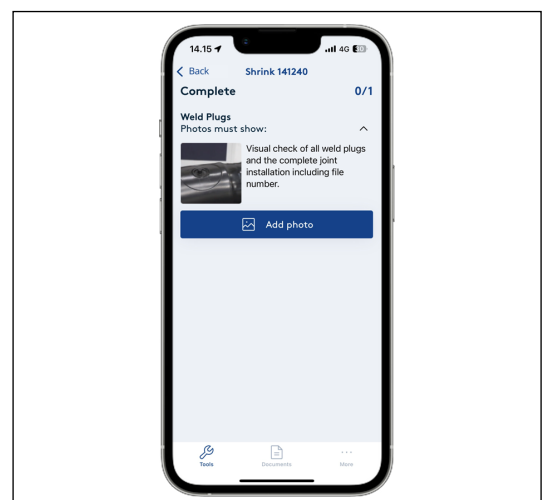 14.15
4G
Back
Shrink 141240
Complete
0/1
Weld Plugs
Photos must show:
Visual check of all weld plugs
and the complete joint
installation including file
number.
Add photo
Tools
Documents
More